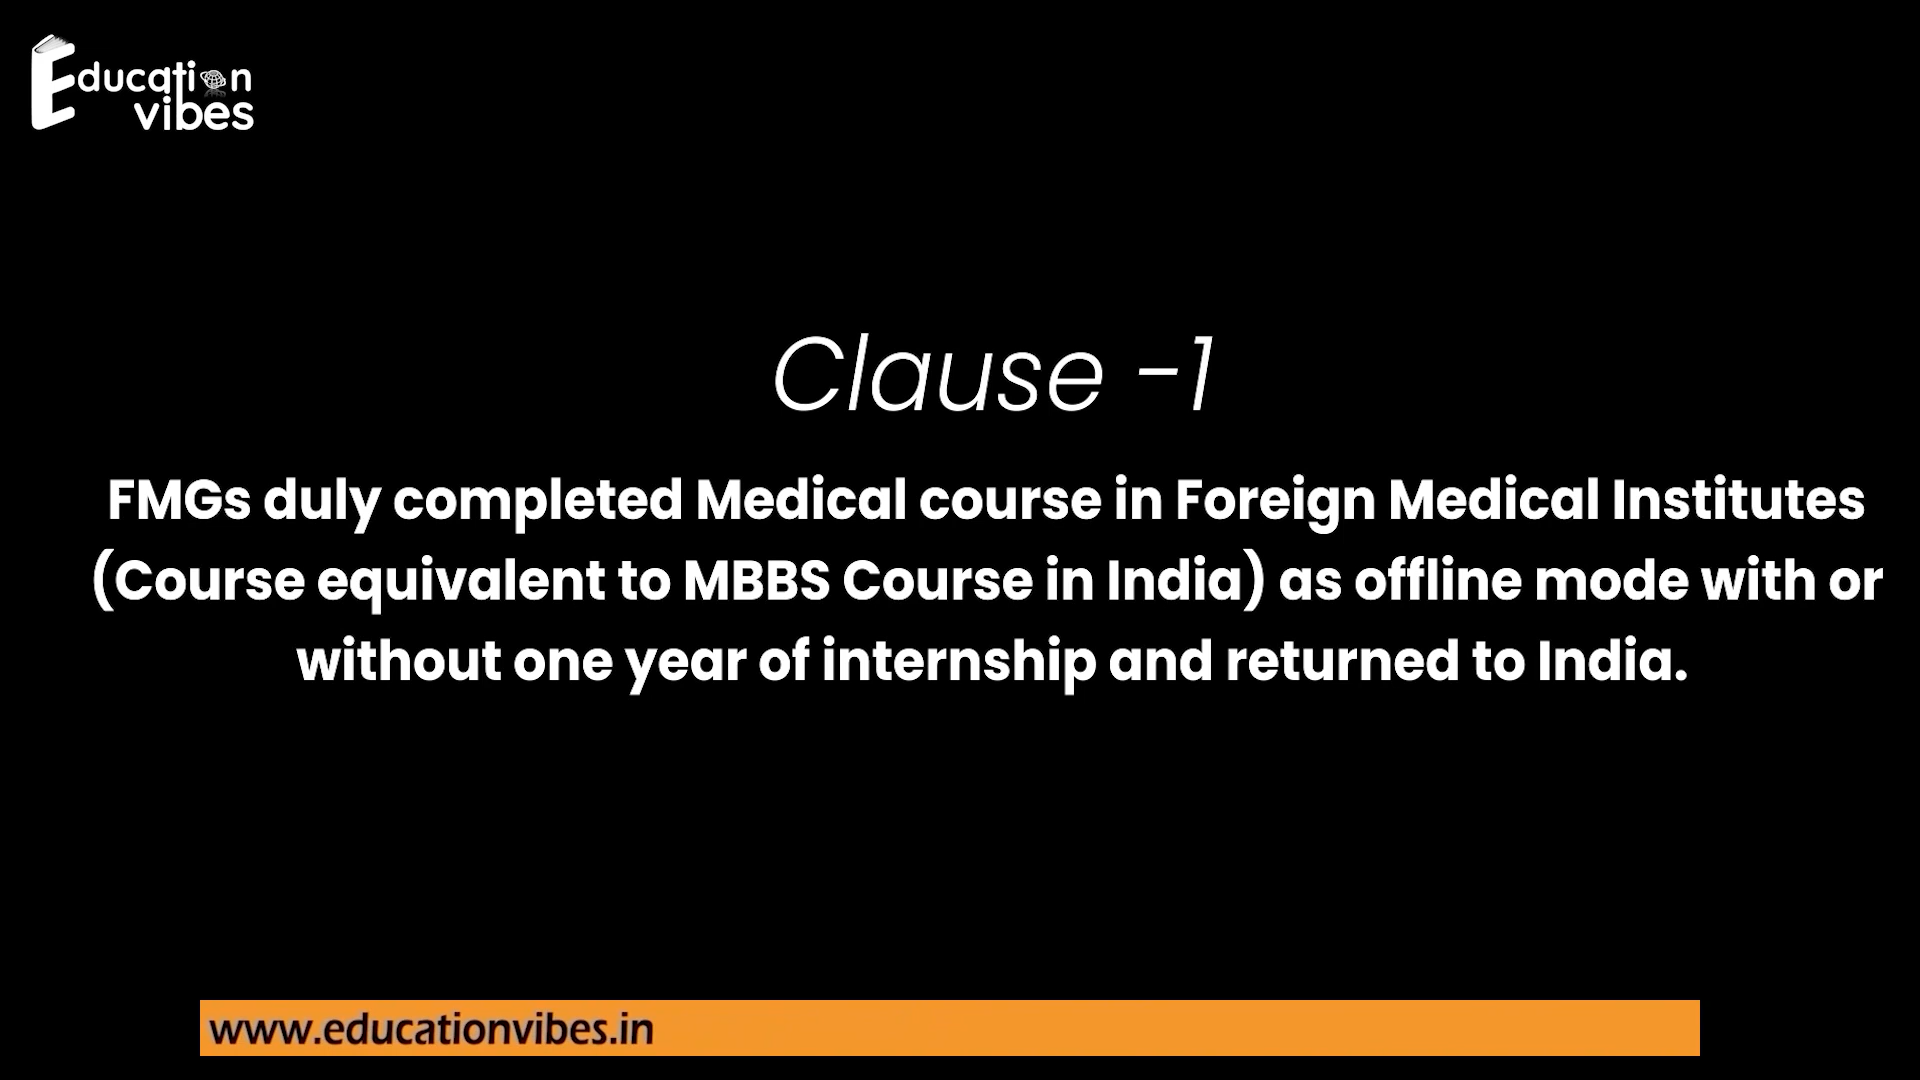 Education
vibes
Clause -1
FMGs duly completed Medical course in Foreign Medical Institutes
(Course equivalent to MBBS Course in India) as offline mode with or
without one year of internship and returned to India.
www.educationvibes.in